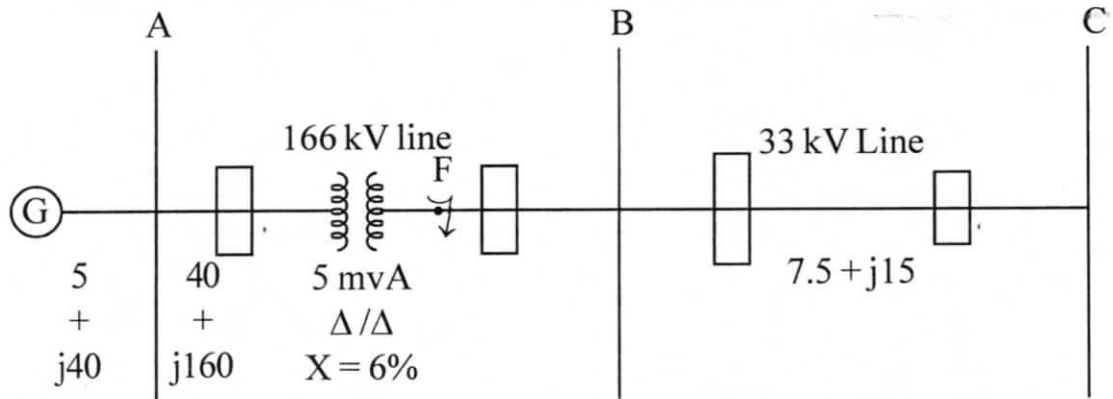 A
B
C
166 kV line
F
33 kV Line
G
5
+
j40
40
+
j160
5 mvA
Δ/Δ
X = 6%
7.5 + j15